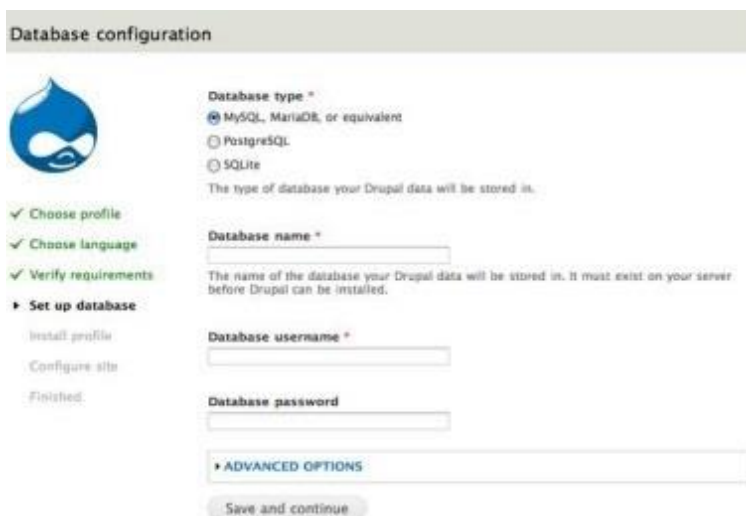 Database configuration
Database type *
MySQL, MariaDB, or equivalent
PostgreSQL
SQLite
The type of database your Drupal data will be stored in.
Choose profile
Choose language
Verify requirements
Set up database
Install profile
Configure site
Finished
Database name *
The name of the database your Drupal data will be stored in. It must exist on your server
before Drupal can be installed.
Database username *
Database password
ADVANCED OPTIONS
Save and continue